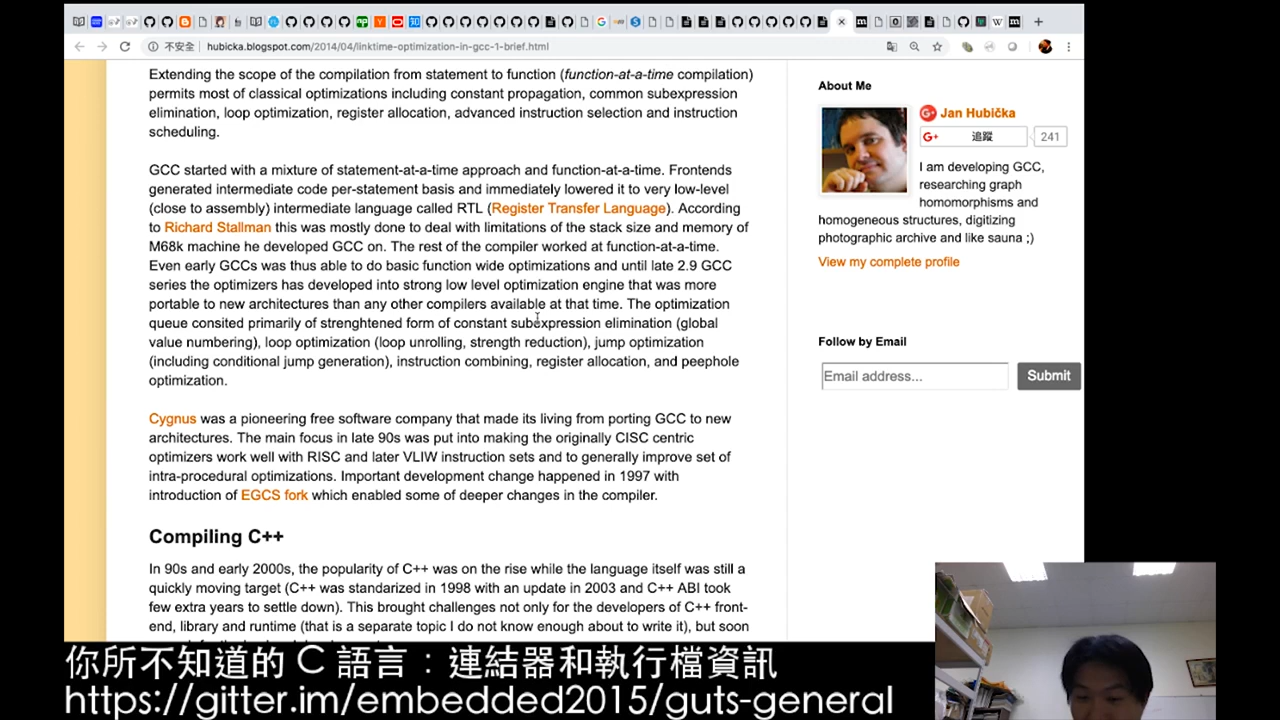 不安全
hubicka.blogspot.com/2014/04/linktime-optimization-in-gcc-1-brief.html
Extending the scope of the compilation from statement to function (function-at-a-time compilation)
permits most of classical optimizations including constant propagation, common subexpression
elimination, loop optimization, register allocation, advanced instruction selection and instruction
scheduling.
GCC started with a mixture of statement-at-a-time approach and function-at-a-time. Frontends
generated intermediate code per-statement basis and immediately lowered it to very low-level
(close to assembly) intermediate language called RTL (Register Transfer Language). According
to Richard Stallman this was mostly done to deal with limitations of the stack size and memory of
M68k machine he developed GCC on. The rest of the compiler worked at function-at-a-time.
Even early GCCs was thus able to do basic function wide optimizations and until late 2.9 GCC
series the optimizers has developed into strong low level optimization engine that was more
portable to new architectures than any other compilers available at that time. The optimization
queue consited primarily of strenghtened form of constant subexpression elimination (global
value numbering), loop optimization (loop unrolling, strength reduction), jump optimization
(including conditional jump generation), instruction combining, register allocation, and peephole
optimization.
Cygnus was a pioneering free software company that made its living from porting GCC to new
architectures. The main focus in late 90s was put into making the originally CISC centric
optimizers work well with RISC and later VLIW instruction sets and to generally improve set of
intra-procedural optimizations. Important development change happened in 1997 with
introduction of EGCS fork which enabled some of deeper changes in the compiler.
Compiling C++
In 90s and early 2000s, the popularity of C++ was on the rise while the language itself was still a
quickly moving target (C++ was standarized in 1998 with an update in 2003 and C++ ABI took
few extra years to settle down). This brought challenges not only for the developers of C++ front-
end, library and runtime (that is a separate topic I do not know enough about to write it), but soon
About Me
Jan Hubička
G+ 追蹤 241
I am developing GCC,
researching graph
homomorphisms and
homogeneous structures, digitizing
photographic archive and like sauna ;)
View my complete profile
Follow by Email
Email address...
Submit
你所不知道的 C 語言：連結器和執行檔資訊
https://gitter.im/embedded2015/guts-general